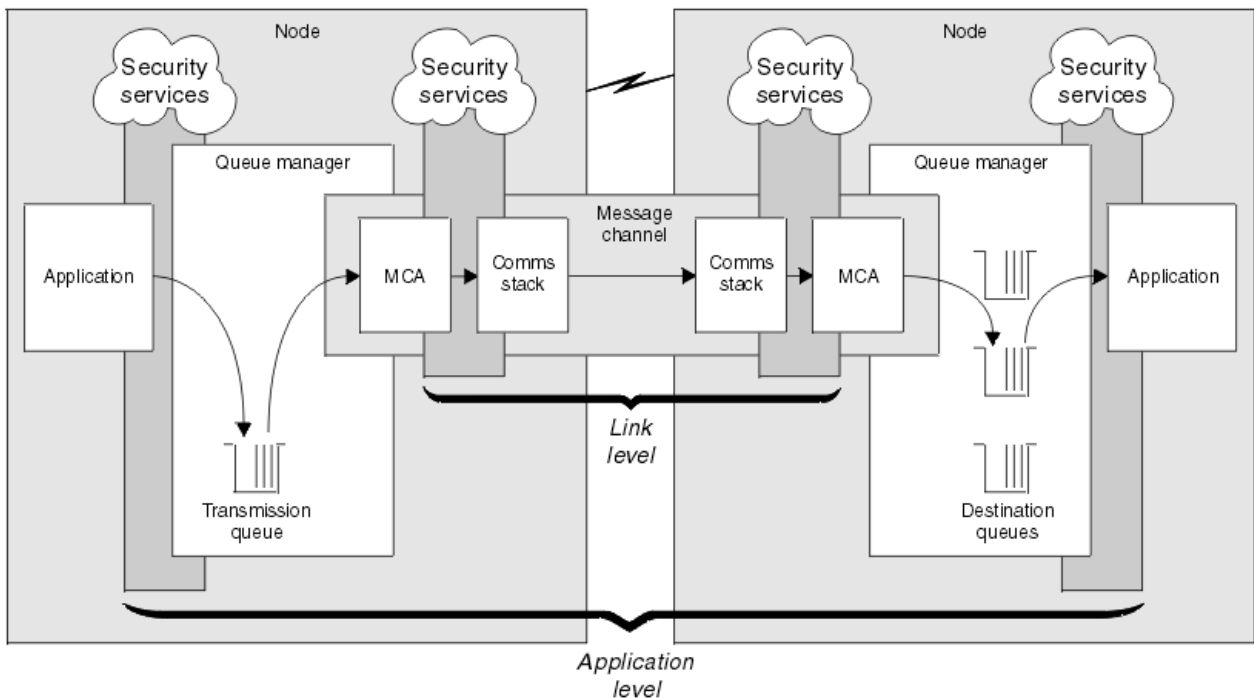 Node
Node
Security
services
Security
services
Security
services
Security
services
Queue manager
Queue manager
Message
channel
Application
MCA
Comms
stack
Comms
stack
MCA
Application
Link
level
Transmission
queue
Destination
queues
Application
level